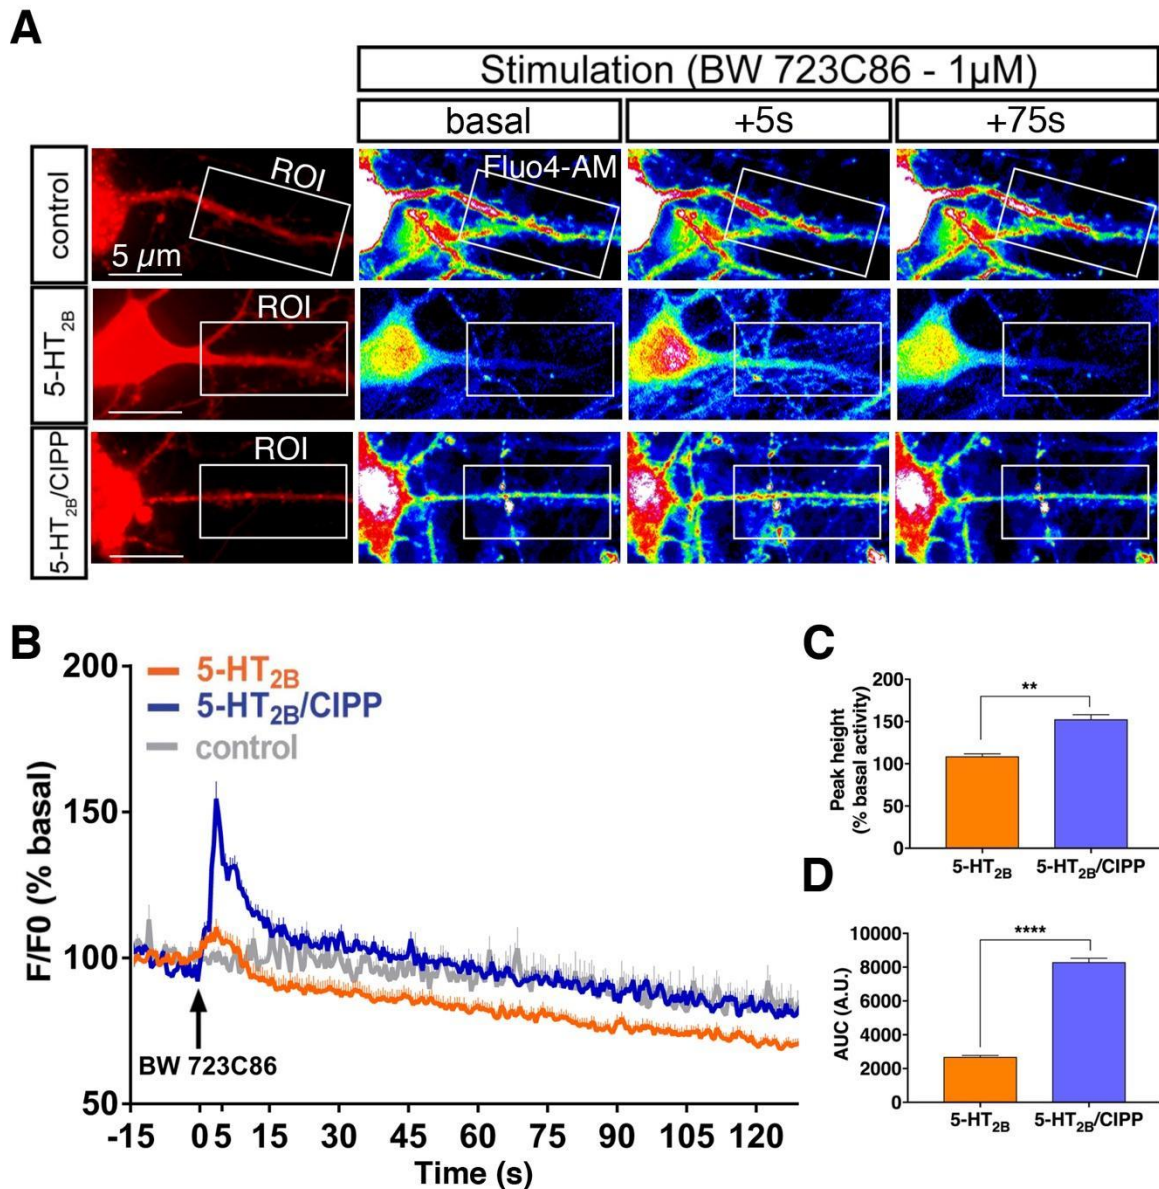 A
Stimulation (BW 723C86 - 1µM)
basal
+5s
+75s
control
ROI
5 µm
Fluo4-AM
5-HT2B
ROI
5-HT2B/CIPP
ROI
B
200
150
100
50
F/F0 (% basal)
5-HT2B
5-HT2B/CIPP
control
BW 723C86
-15
0
5
15
30
45
60
75
90
105
120
Time (s)
C
200
150
100
50
0
Peak height
(% basal activity)
**
5-HT2B
5-HT2B/CIPP
D
10000
8000
6000
4000
2000
0
AUC (A.U.)
****
5-HT2B
5-HT2B/CIPP